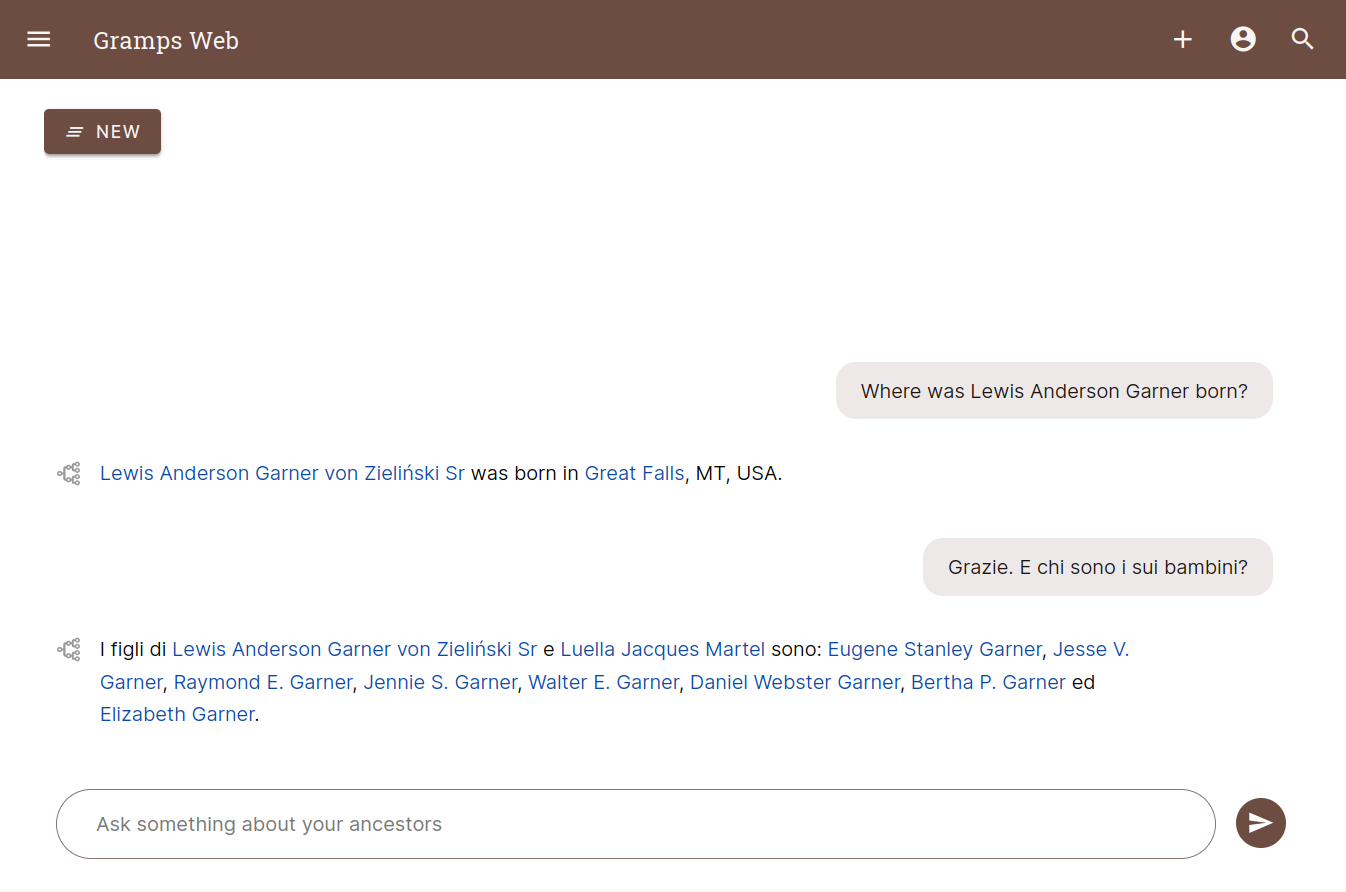 Gramps Web
NEW
Where was Lewis Anderson Garner born?
Lewis Anderson Garner von Zieliński Sr was born in Great Falls, MT, USA.
Grazie. E chi sono i sui bambini?
I figli di Lewis Anderson Garner von Zieliński Sr e Luella Jacques Martel sono: Eugene Stanley Garner, Jesse V.
Garner, Raymond E. Garner, Jennie S. Garner, Walter E. Garner, Daniel Webster Garner, Bertha P. Garner ed
Elizabeth Garner.
Ask something about your ancestors